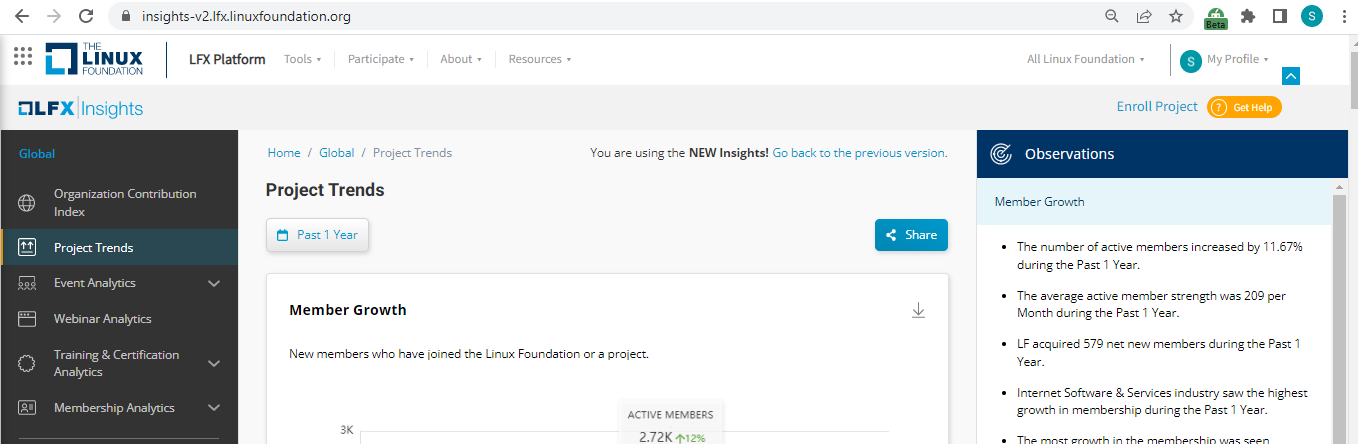 insights-v2.lfx.linuxfoundation.org
Beta
S
THE
LINUX
FOUNDATION
LFX Platform
Tools
Participate
About
Resources
All Linux Foundation
S
My Profile
LFX Insights
Enroll Project
? Get Help
Global
Organization Contribution
Index
Project Trends
Event Analytics
Webinar Analytics
Training & Certification
Analytics
Membership Analytics
Home / Global / Project Trends
You are using the NEW Insights! Go back to the previous version.
Project Trends
Past 1 Year
Share
Member Growth
New members who have joined the Linux Foundation or a project.
3K
ACTIVE MEMBERS
2.72K ↑12%
Observations
Member Growth
• The number of active members increased by 11.67%
during the Past 1 Year.
• The average active member strength was 209 per
Month during the Past 1 Year.
• LF acquired 579 net new members during the Past 1
Year.
• Internet Software & Services industry saw the highest
growth in membership during the Past 1 Year.
• The most growth in the membership was seen